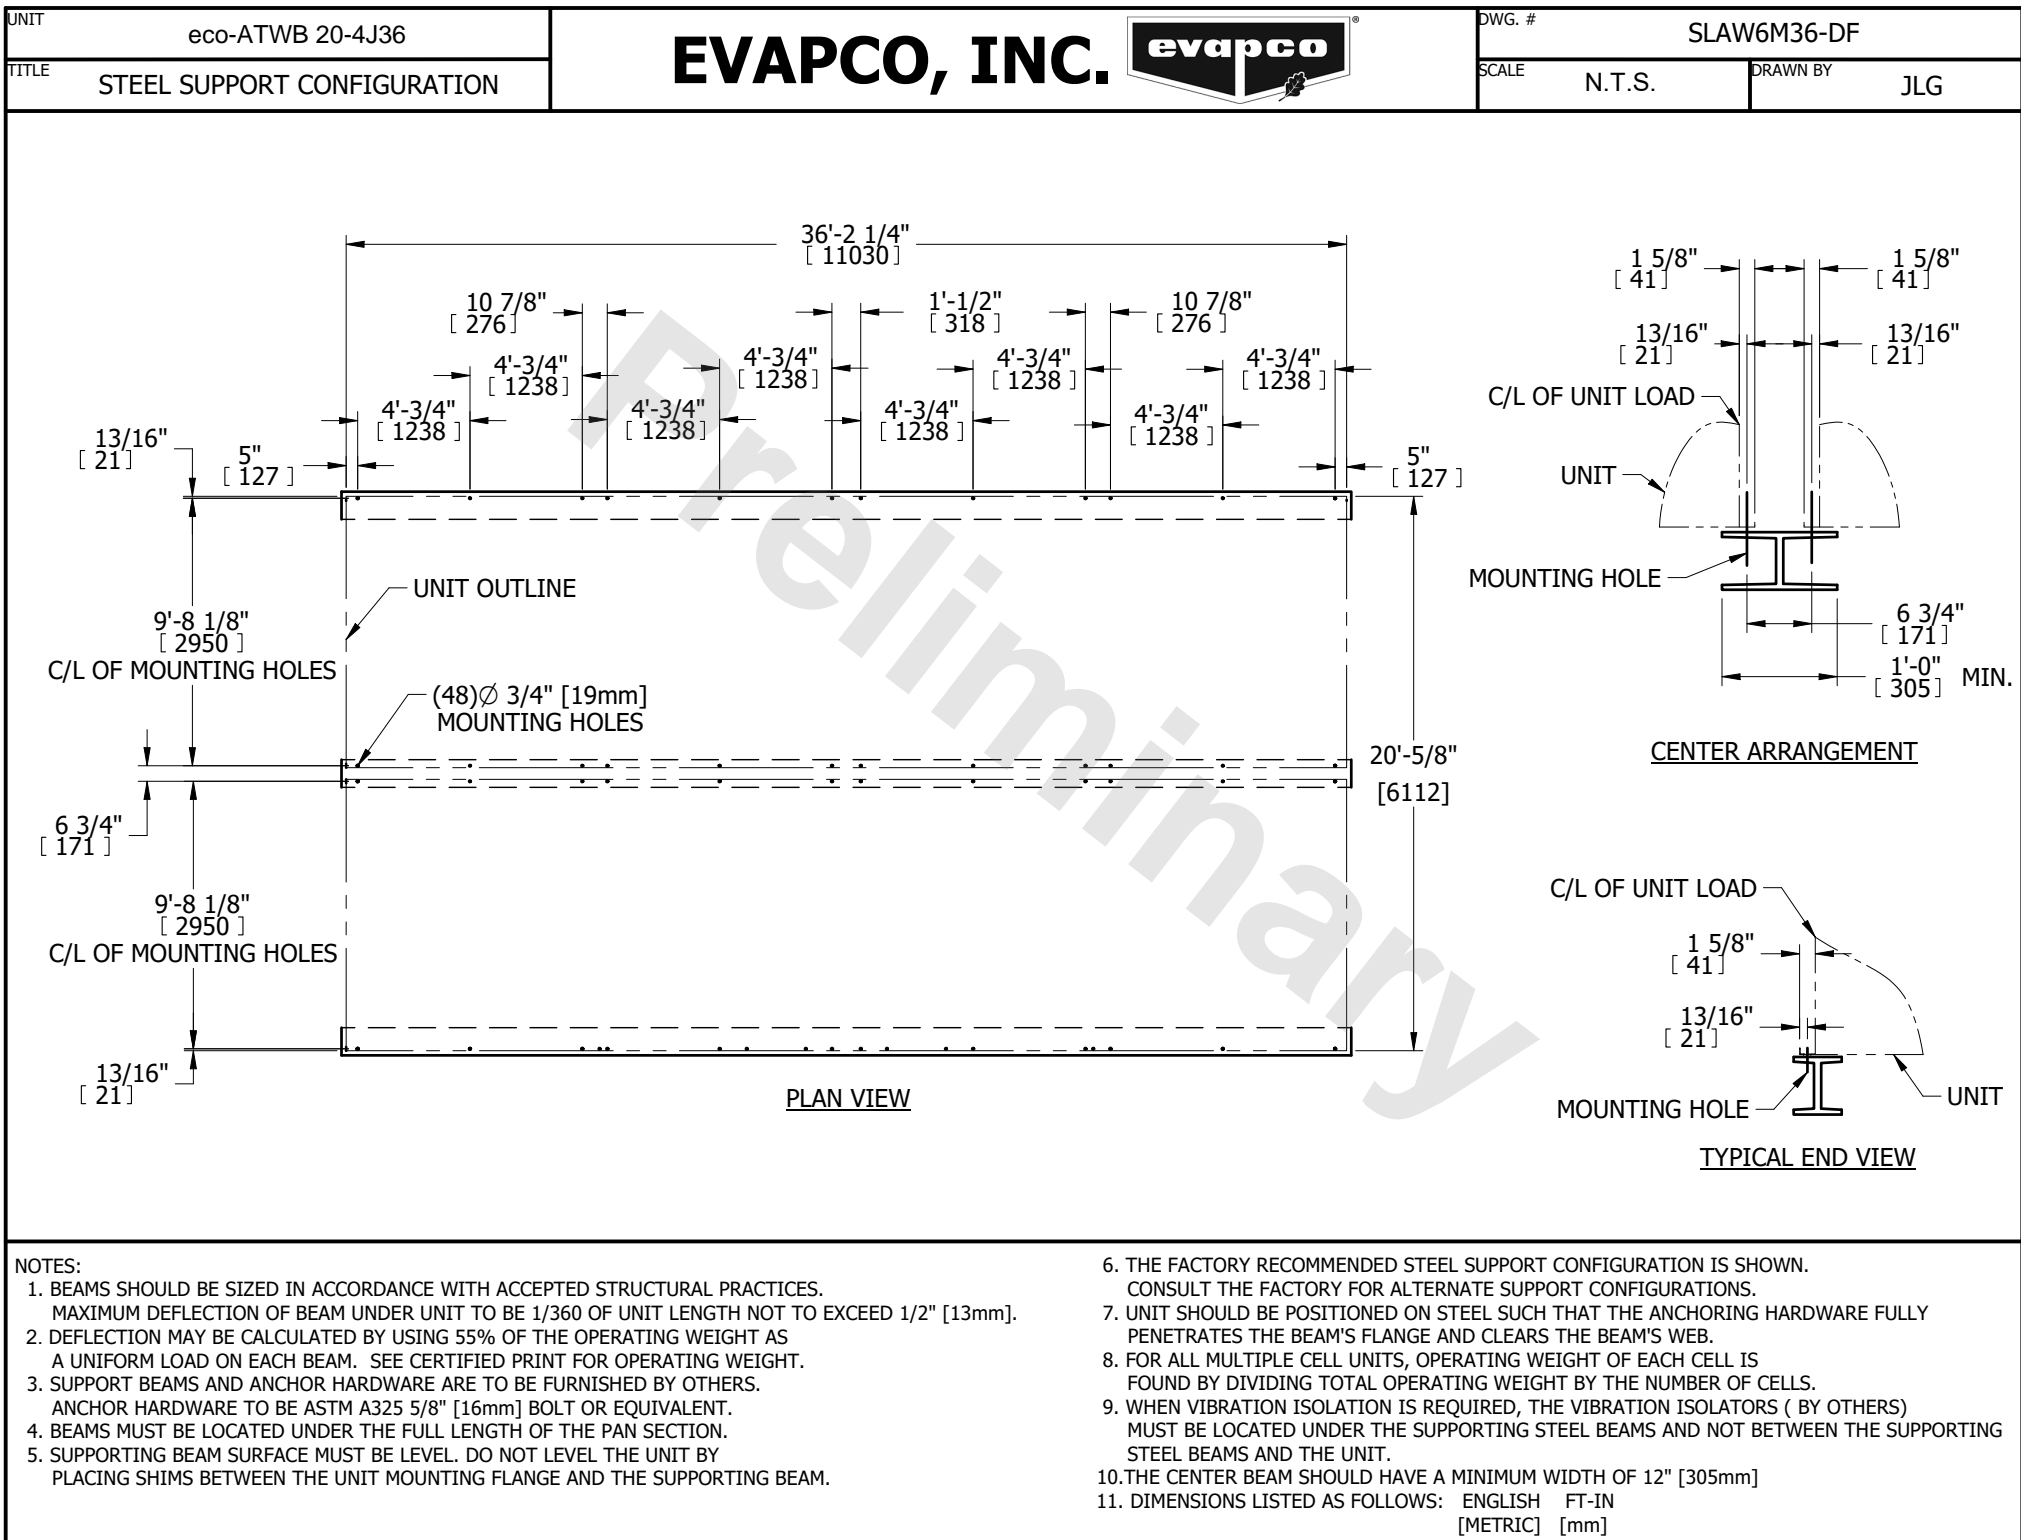 UNIT
eco-ATWB 20-4J36
TITLE
STEEL SUPPORT CONFIGURATION
EVAPCO, INC.
evapco
®
DWG. #
SLAW6M36-DF
SCALE
N.T.S.
DRAWN BY
JLG
36'-2 1/4"
[ 11030 ]
10 7/8"
[ 276 ]
1'-1/2"
[ 318 ]
10 7/8"
[ 276 ]
4'-3/4"
[ 1238 ]
4'-3/4"
[ 1238 ]
4'-3/4"
[ 1238 ]
4'-3/4"
[ 1238 ]
4'-3/4"
[ 1238 ]
4'-3/4"
[ 1238 ]
4'-3/4"
[ 1238 ]
4'-3/4"
[ 1238 ]
13/16"
[ 21 ]
5"
[ 127 ]
5"
[ 127 ]
UNIT OUTLINE
9'-8 1/8"
[ 2950 ]
C/L OF MOUNTING HOLES
(48)Ø 3/4" [19mm]
MOUNTING HOLES
20'-5/8"
[6112]
6 3/4"
[ 171 ]
9'-8 1/8"
[ 2950 ]
C/L OF MOUNTING HOLES
13/16"
[ 21 ]
PLAN VIEW
Preliminary
1 5/8"
[ 41 ]
1 5/8"
[ 41 ]
13/16"
[ 21 ]
13/16"
[ 21 ]
C/L OF UNIT LOAD
UNIT
MOUNTING HOLE
6 3/4"
[ 171 ]
1'-0"
[ 305 ] MIN.
CENTER ARRANGEMENT
C/L OF UNIT LOAD
1 5/8"
[ 41 ]
13/16"
[ 21 ]
MOUNTING HOLE
UNIT
TYPICAL END VIEW
NOTES:
1. BEAMS SHOULD BE SIZED IN ACCORDANCE WITH ACCEPTED STRUCTURAL PRACTICES.
MAXIMUM DEFLECTION OF BEAM UNDER UNIT TO BE 1/360 OF UNIT LENGTH NOT TO EXCEED 1/2" [13mm].
2. DEFLECTION MAY BE CALCULATED BY USING 55% OF THE OPERATING WEIGHT AS
A UNIFORM LOAD ON EACH BEAM. SEE CERTIFIED PRINT FOR OPERATING WEIGHT.
3. SUPPORT BEAMS AND ANCHOR HARDWARE ARE TO BE FURNISHED BY OTHERS.
ANCHOR HARDWARE TO BE ASTM A325 5/8" [16mm] BOLT OR EQUIVALENT.
4. BEAMS MUST BE LOCATED UNDER THE FULL LENGTH OF THE PAN SECTION.
5. SUPPORTING BEAM SURFACE MUST BE LEVEL. DO NOT LEVEL THE UNIT BY
PLACING SHIMS BETWEEN THE UNIT MOUNTING FLANGE AND THE SUPPORTING BEAM.
6. THE FACTORY RECOMMENDED STEEL SUPPORT CONFIGURATION IS SHOWN.
CONSULT THE FACTORY FOR ALTERNATE SUPPORT CONFIGURATIONS.
7. UNIT SHOULD BE POSITIONED ON STEEL SUCH THAT THE ANCHORING HARDWARE FULLY
PENETRATES THE BEAM'S FLANGE AND CLEARS THE BEAM'S WEB.
8. FOR ALL MULTIPLE CELL UNITS, OPERATING WEIGHT OF EACH CELL IS
FOUND BY DIVIDING TOTAL OPERATING WEIGHT BY THE NUMBER OF CELLS.
9. WHEN VIBRATION ISOLATION IS REQUIRED, THE VIBRATION ISOLATORS ( BY OTHERS)
MUST BE LOCATED UNDER THE SUPPORTING STEEL BEAMS AND NOT BETWEEN THE SUPPORTING
STEEL BEAMS AND THE UNIT.
10.THE CENTER BEAM SHOULD HAVE A MINIMUM WIDTH OF 12" [305mm]
11. DIMENSIONS LISTED AS FOLLOWS: ENGLISH FT-IN
[METRIC] [mm]